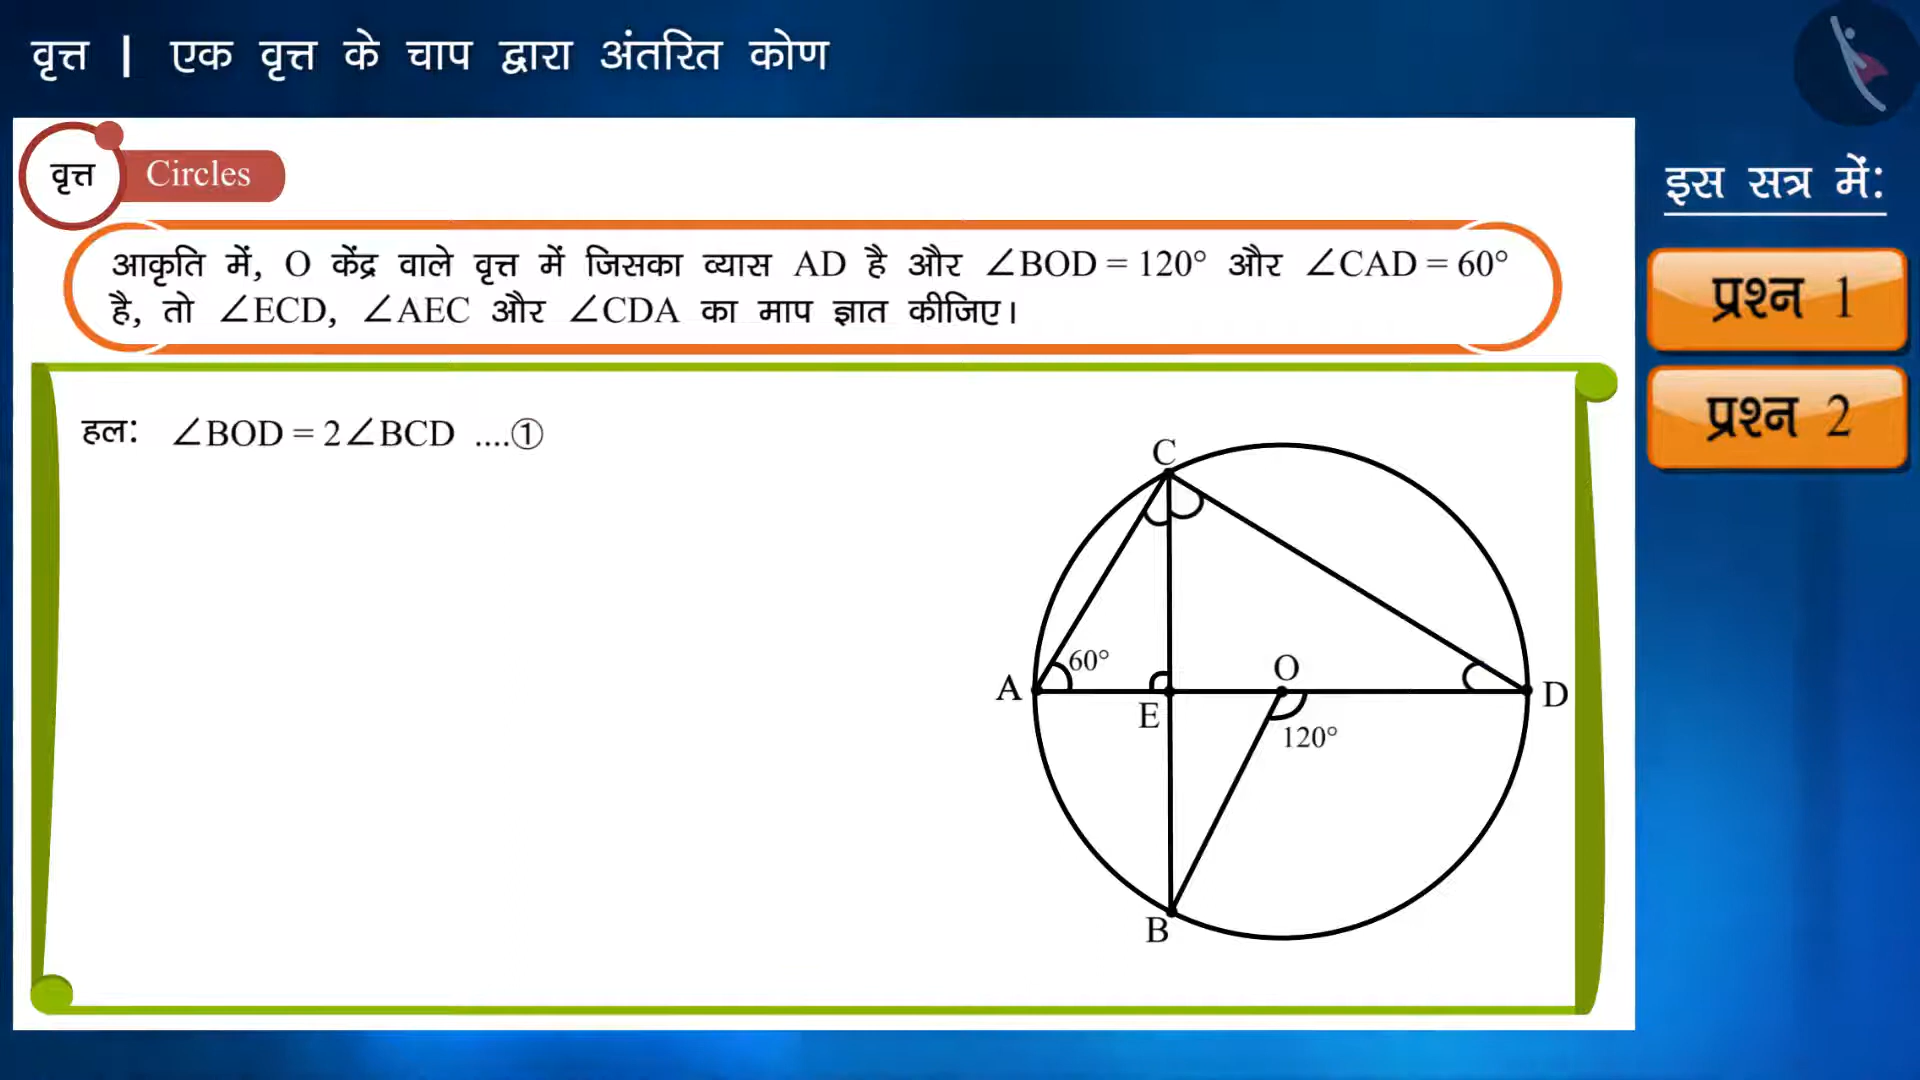 वृत्त | एक वृत्त के चाप द्वारा अंतरित कोण
वृत्त Circles
इस सत्र में:
आकृति में, O केंद्र वाले वृत्त में जिसका व्यास AD है और ∠BOD = 120° और ∠CAD = 60°
है, तो ∠ECD, ∠AEC और ∠CDA का माप ज्ञात कीजिए।
प्रश्न 1
प्रश्न 2
हल: ∠BOD = 2∠BCD ....①
C
60°
O
A
D
E
120°
B